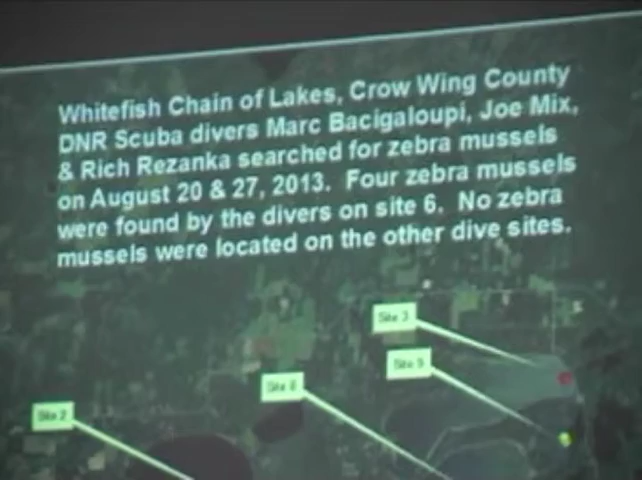 Whitefish Chain of Lakes, Crow Wing County
DNR Scuba divers Marc Bacigaloupi, Joe Mix,
& Rich Rezanka searched for zebra mussels
on August 20 & 27, 2013. Four zebra mussels
were found by the divers on site 6. No zebra
mussels were located on the other dive sites.
Site 3
Site
Site
Site 2